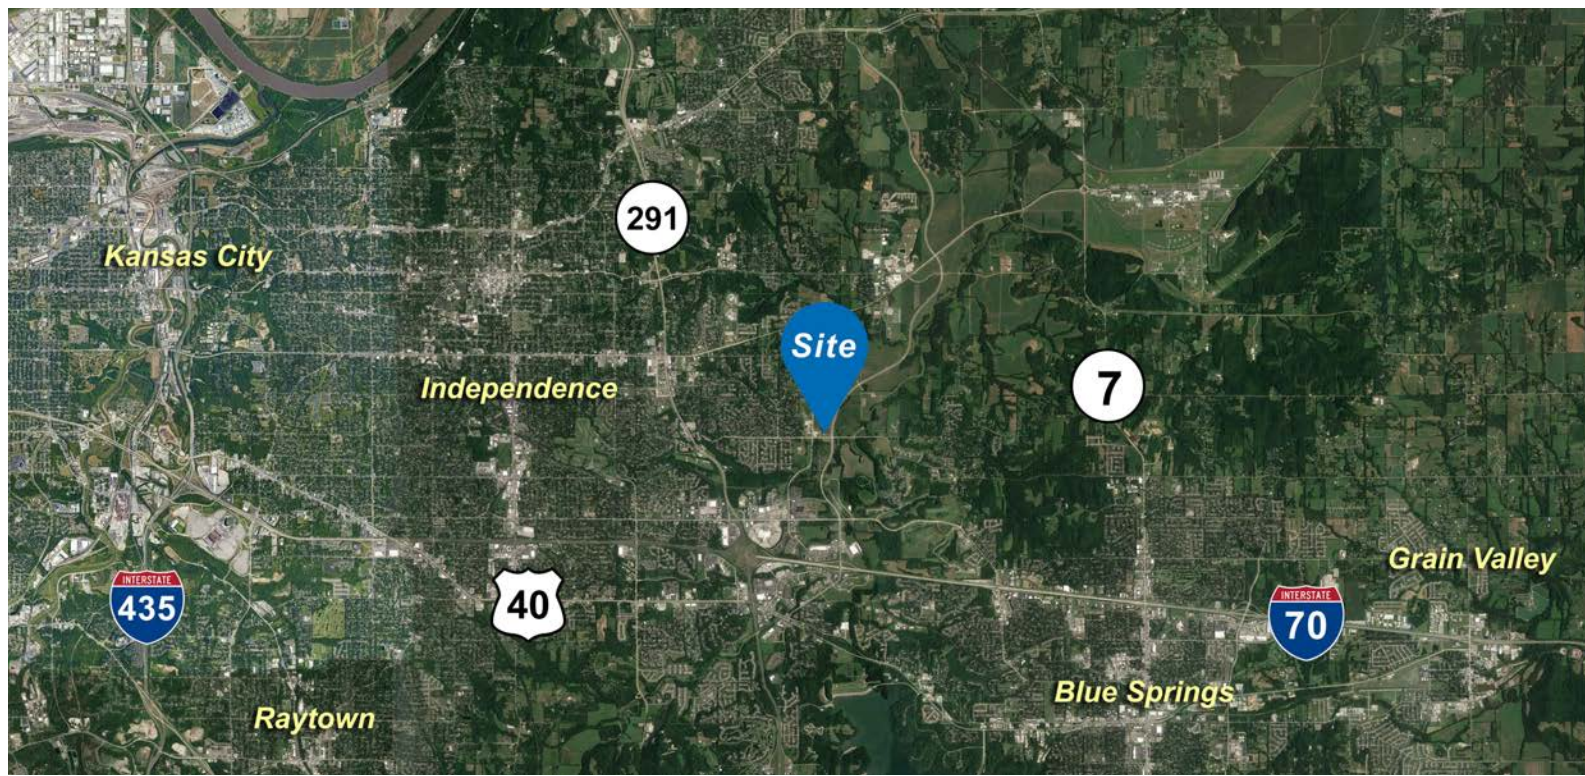 291
Kansas City
Site
Independence
7
Grain Valley
INTERSTATE
435
40
INTERSTATE
70
Blue Springs
Raytown